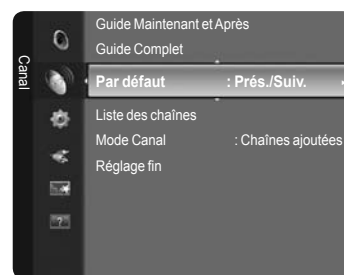 Canal
Guide Maintenant et Après
Guide Complet
Par défaut : Prés./Suiv.
Liste des chaînes
Mode Canal : Chaînes ajoutées
Réglage fin
?